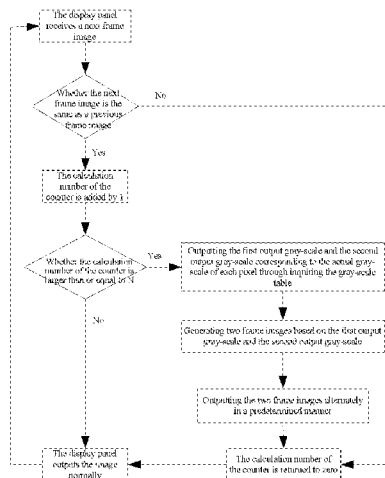 The display panel
receives a next frame
image
Whether the next
frame image is the
same as a previous
frame image
No
Yes
The calculation
number of the
counter is added by 1
Whether the calculation
number of the counter is
larger than or equal to N
Yes
Outputting the first output gray-scale and the second
output gray-scale corresponding to the actual gray-
scale of each pixel through inquiring the gray-scale
table
No
Generating two frame images based on the first output
gray-scale and the second output gray-scale
Outputting the two frame images alternately
in a predetermined manner
The display panel
outputs the image
normally
The calculation number of
the counter is returned to zero